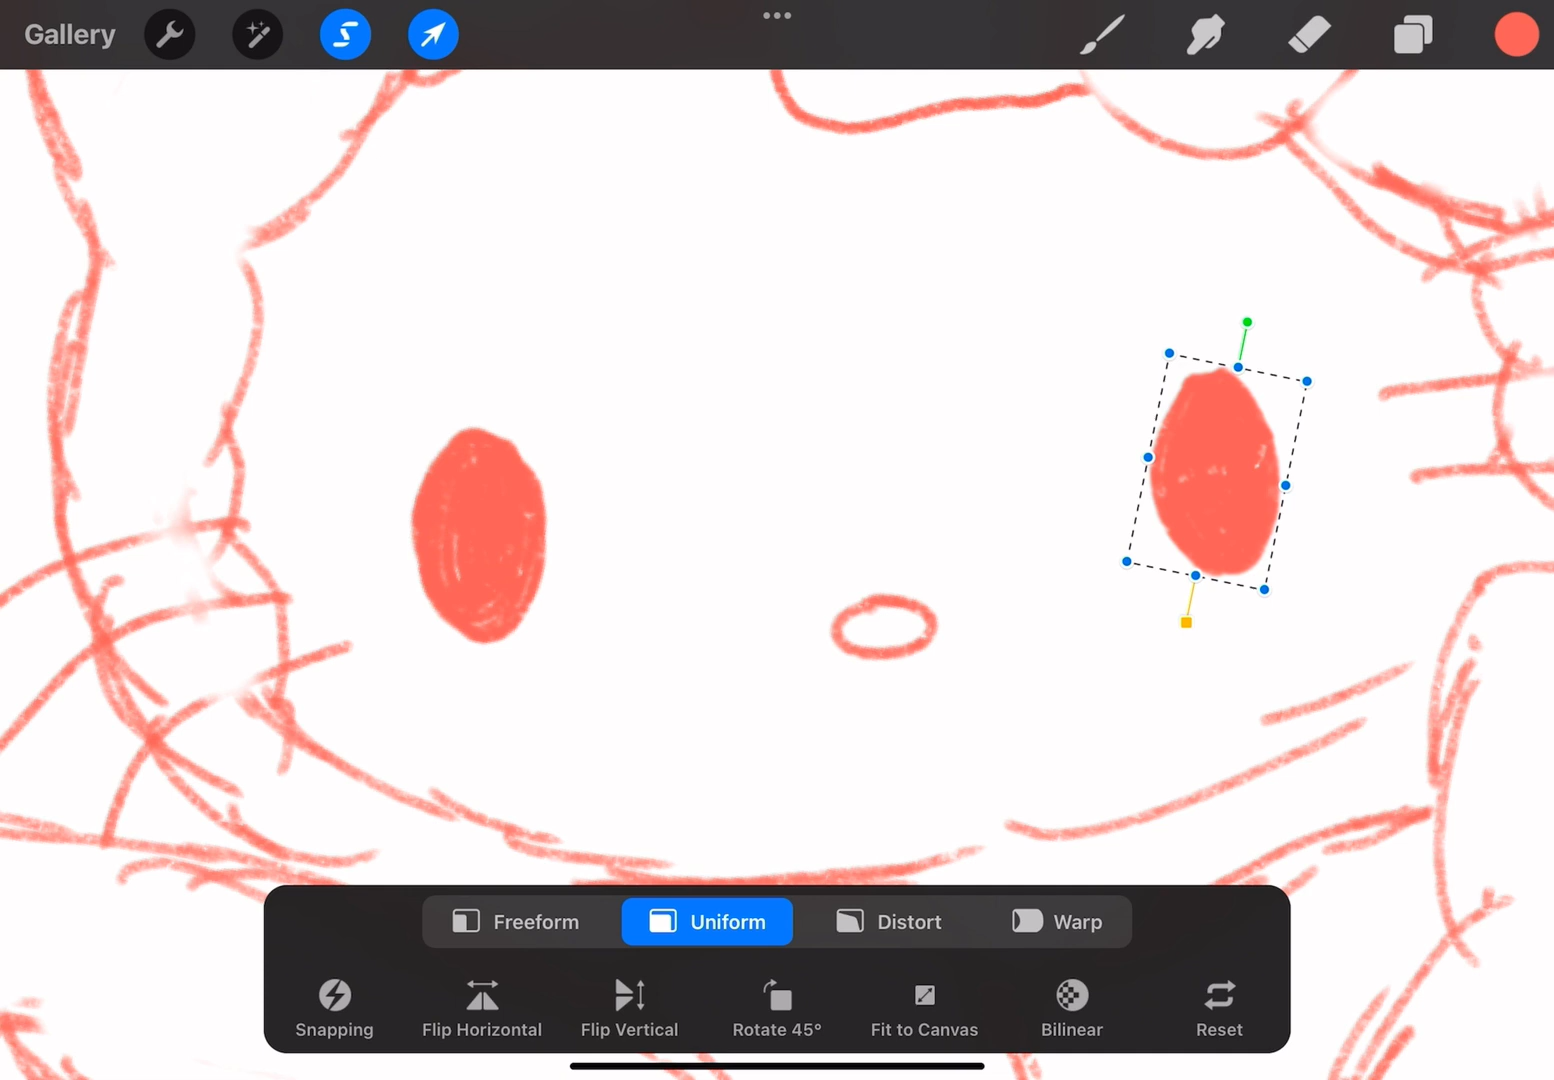 Gallery
Freeform Uniform Distort Warp
Snapping Flip Horizontal Flip Vertical Rotate 45° Fit to Canvas Bilinear Reset